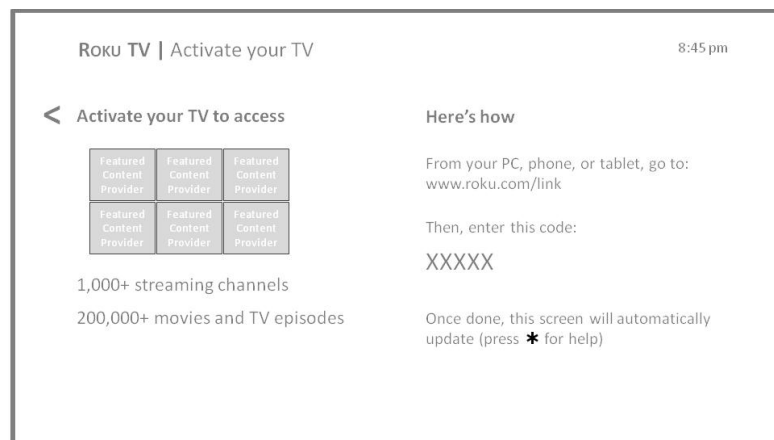 ROKU TV | Activate your TV
8:45 pm
< Activate your TV to access
Featured Content Provider
Featured Content Provider
Featured Content Provider
Featured Content Provider
Featured Content Provider
Featured Content Provider
1,000+ streaming channels
200,000+ movies and TV episodes
Here’s how
From your PC, phone, or tablet, go to:
www.roku.com/link
Then, enter this code:
XXXXX
Once done, this screen will automatically
update (press * for help)